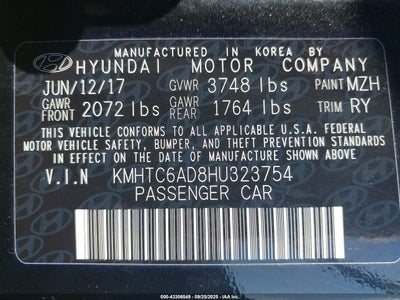 MANUFACTURED IN KOREA BY
HYUNDAI MOTOR COMPANY
JUN/12/17 GVWR 3748 lbs PAINT MZH
GAWR FRONT 2072 lbs GAWR REAR 1764 lbs TRIM RY
THIS VEHICLE CONFORMS TO ALL APPLICABLE U.S.A. FEDERAL
MOTOR VEHICLE SAFETY, BUMPER, AND THEFT PREVENTION STANDARDS
IN EFFECT ON THE DATE OF MANUFACTURE SHOWN ABOVE.
V.I.N KMHTC6AD8HU323754
PASSENGER CAR
000-43306549 - 09/25/2025 - IAA Inc.